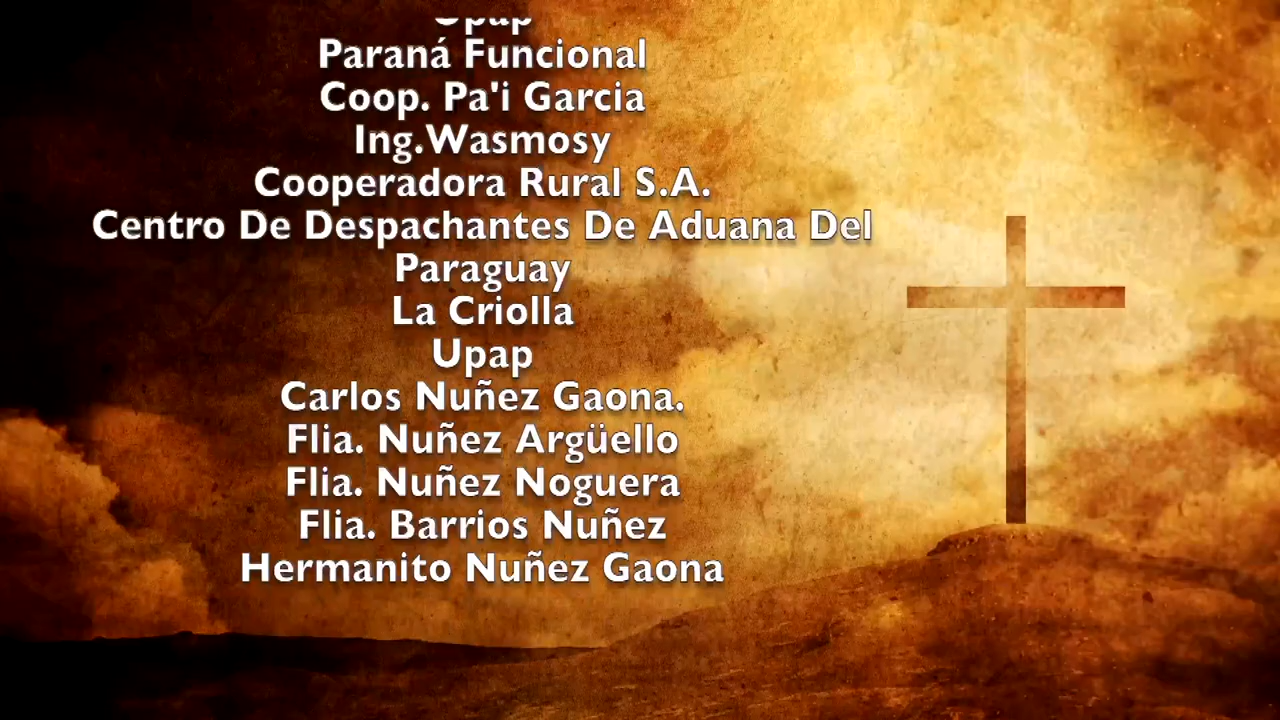 Paraná Funcional
Coop. Pa'i Garcia
Ing.Wasmosy
Cooperadora Rural S.A.
Centro De Despachantes De Aduana Del
Paraguay
La Criolla
Upap
Carlos Nuñez Gaona.
Flia. Nuñez Argüello
Flia. Nuñez Noguera
Flia. Barrios Nuñez
Hermanito Nuñez Gaona